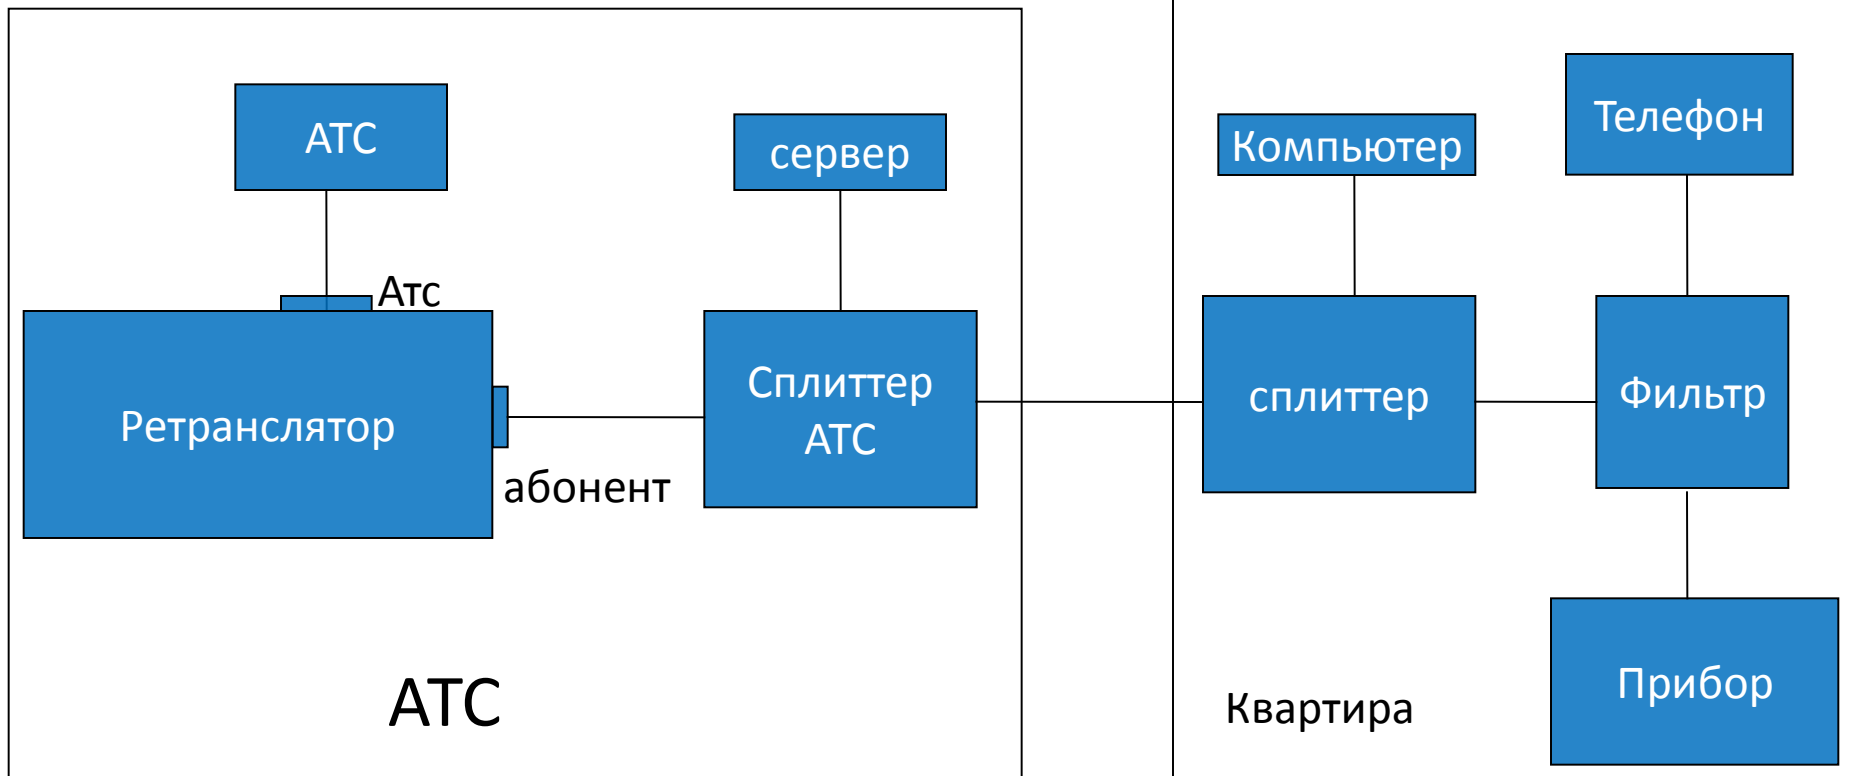 АТС
сервер
Компьютер
Телефон
Атс
Ретранслятор
абонент
Сплиттер
АТС
сплиттер
Фильтр
АТС
Квартира
Прибор